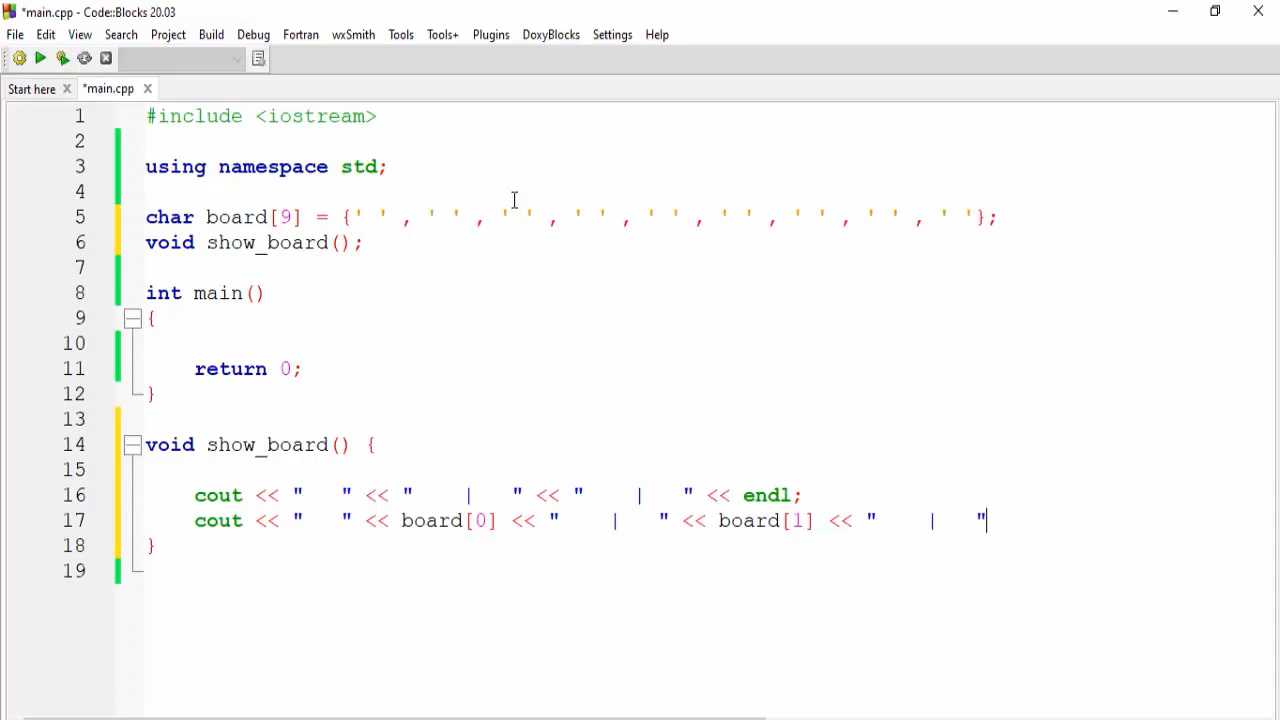 *main.cpp - Code::Blocks 20.03
File Edit View Search Project Build Debug Fortran wxSmith Tools Tools+ Plugins DoxyBlocks Settings Help
Start here *main.cpp
1 #include <iostream>
2
3 using namespace std;
4
5 char board[9] = {' ' , ' ' , ' ' , ' ' , ' ' , ' ' , ' ' , ' ' , ' '};
6 void show_board();
7
8 int main()
9 {
10
11     return 0;
12 }
13
14 void show_board() {
15
16     cout << "   " << "    |   " << "    |   " << endl;
17     cout << "   " << board[0] << "    |   " << board[1] << "    |   "
18 }
19